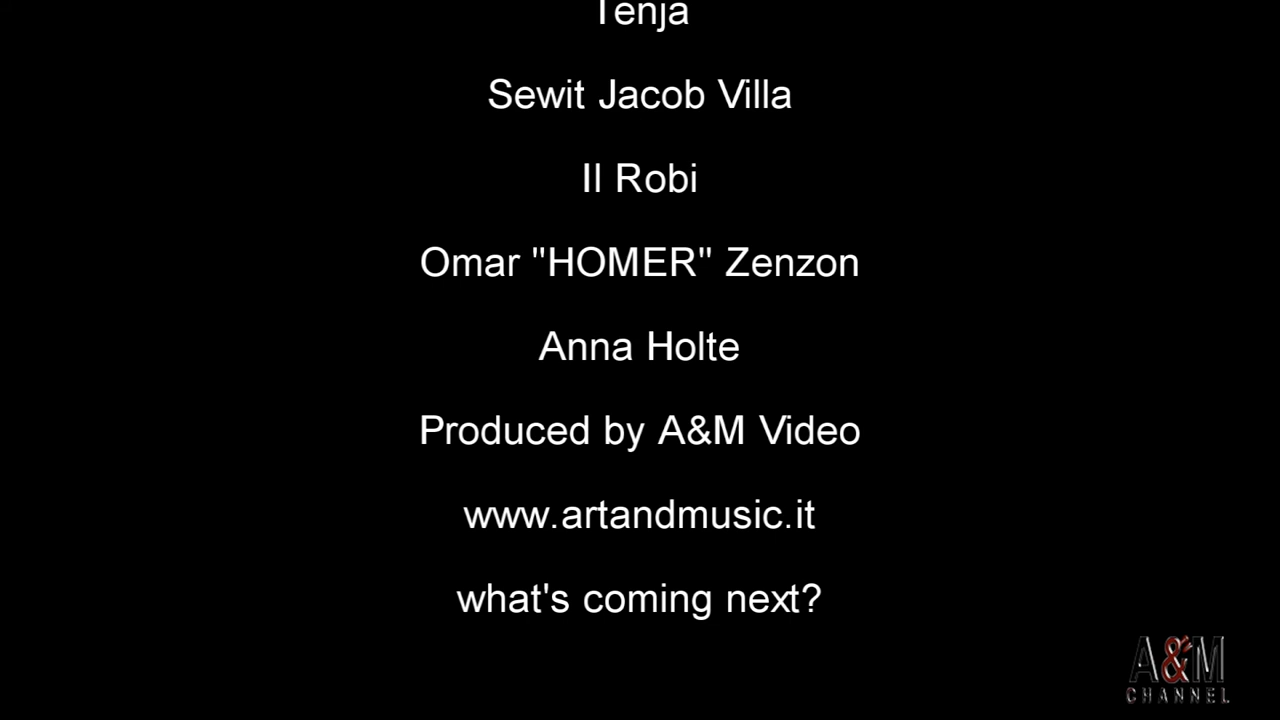 Tenja
Sewit Jacob Villa
Il Robi
Omar "HOMER" Zenzon
Anna Holte
Produced by A&M Video
www.artandmusic.it
what's coming next?
A&M
CHANNEL